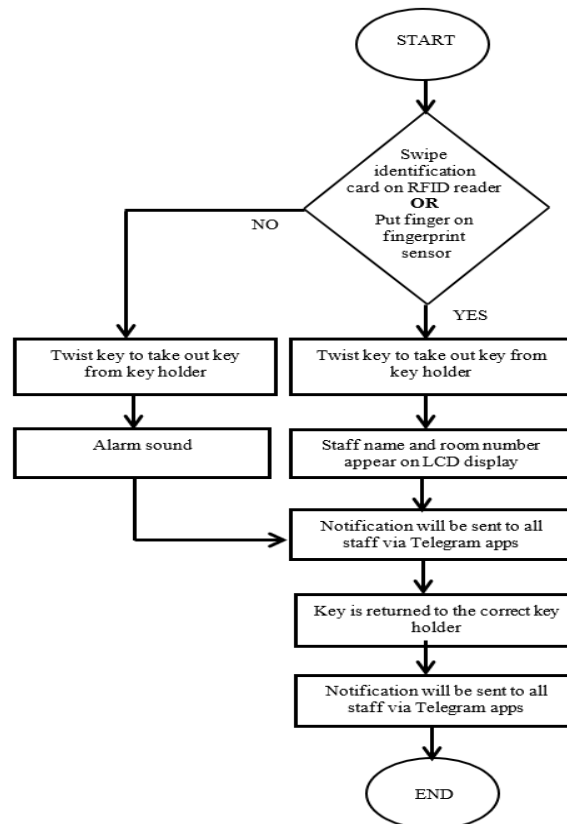 START
Swipe
identification
card on RFID reader
OR
Put finger on
fingerprint
sensor
NO
YES
Twist key to take out key
from key holder
Twist key to take out key from
key holder
Alarm sound
Staff name and room number
appear on LCD display
Notification will be sent to all
staff via Telegram apps
Key is returned to the correct key
holder
Notification will be sent to all
staff via Telegram apps
END